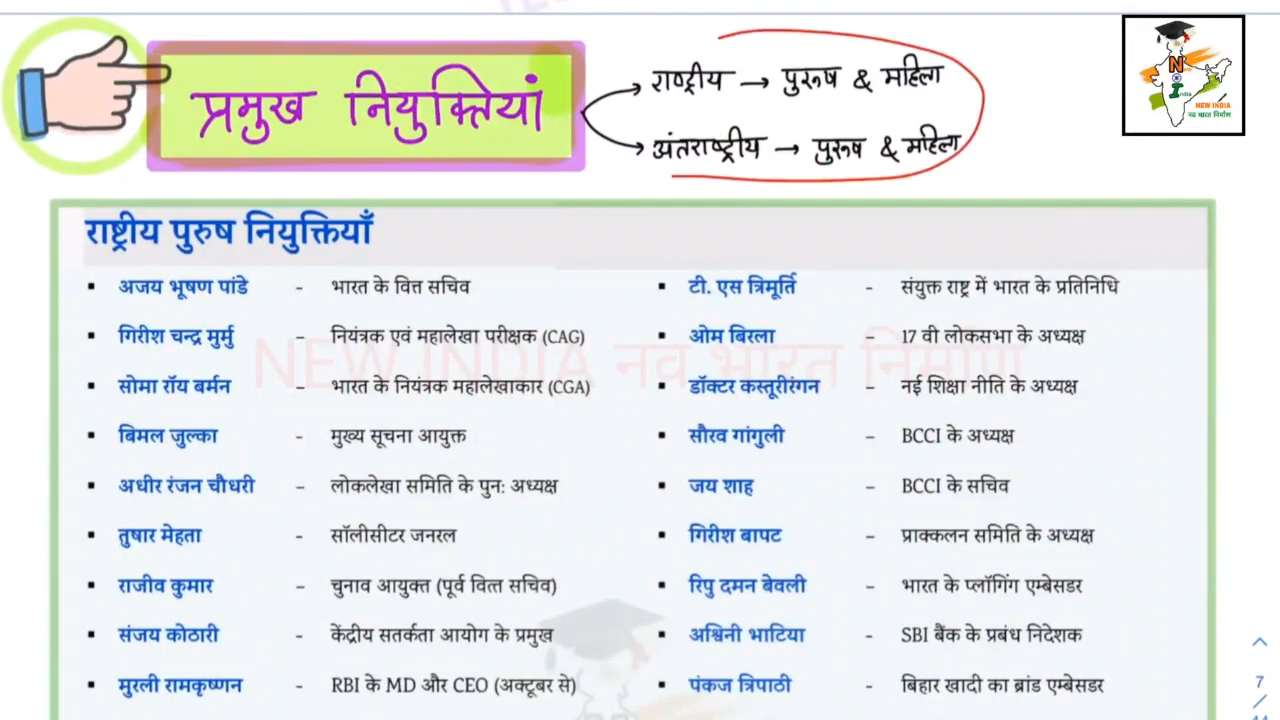 प्रमुख नियुक्तियां
राष्ट्रीय → पुरूष & महिला
अंतराष्ट्रीय → पुरूष & महिला
NEW INDIA
नव भारत निर्माण
राष्ट्रीय पुरुष नियुक्तियाँ
▪ अजय भूषण पांडे - भारत के वित्त सचिव
▪ गिरीश चन्द्र मुर्मु – नियंत्रक एवं महालेखा परीक्षक (CAG)
▪ सोमा रॉय बर्मन – भारत के नियंत्रक महालेखाकार (CGA)
▪ बिमल जुल्का - मुख्य सूचना आयुक्त
▪ अधीर रंजन चौधरी – लोकलेखा समिति के पुन: अध्यक्ष
▪ तुषार मेहता - सॉलीसीटर जनरल
▪ राजीव कुमार – चुनाव आयुक्त (पूर्व वित्त सचिव)
▪ संजय कोठारी - केंद्रीय सतर्कता आयोग के प्रमुख
▪ मुरली रामकृष्णन - RBI के MD और CEO (अक्टूबर से)
▪ टी. एस त्रिमूर्ति - संयुक्त राष्ट्र में भारत के प्रतिनिधि
▪ ओम बिरला – 17 वी लोकसभा के अध्यक्ष
▪ डॉक्टर कस्तूरीरंगन – नई शिक्षा नीति के अध्यक्ष
▪ सौरव गांगुली – BCCI के अध्यक्ष
▪ जय शाह – BCCI के सचिव
▪ गिरीश बापट – प्राक्कलन समिति के अध्यक्ष
▪ रिपु दमन बेवली – भारत के प्लॉगिंग एम्बेसडर
▪ अश्विनी भाटिया - SBI बैंक के प्रबंध निदेशक
▪ पंकज त्रिपाठी - बिहार खादी का ब्रांड एम्बेसडर
NEW INDIA नव भारत निर्माण
7
/